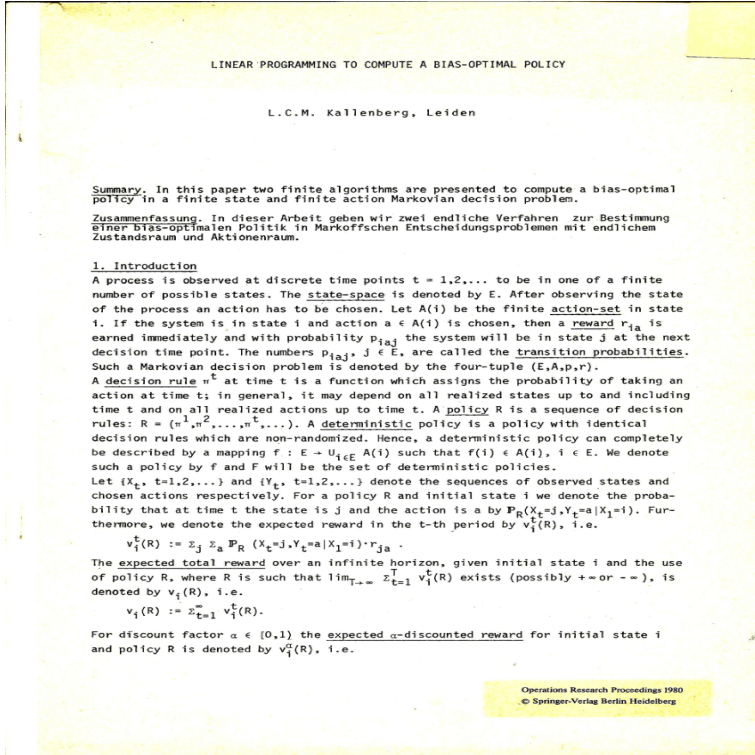 LINEAR PROGRAMMING TO COMPUTE A BIAS-OPTIMAL POLICY
L.C.M. Kallenberg, Leiden
Summary. In this paper two finite algorithms are presented to compute a bias-optimal
policy in a finite state and finite action Markovian decision problem.
Zusammenfassung. In dieser Arbeit geben wir zwei endliche Verfahren zur Bestimmung
einer bias-optimalen Politik in Markoffschen Entscheidungsproblemen mit endlichem
Zustandsraum und Aktionenraum.
1. Introduction
A process is observed at discrete time points t = 1,2,... to be in one of a finite
number of possible states. The state-space is denoted by E. After observing the state
of the process an action has to be chosen. Let A(i) be the finite action-set in state
i. If the system is in state i and action a ϵ A(i) is chosen, then a reward r_ia is
earned immediately and with probability p_iaj the system will be in state j at the next
decision time point. The numbers p_iaj, j ϵ E, are called the transition probabilities.
Such a Markovian decision problem is denoted by the four-tuple (E,A,p,r).
A decision rule π^t at time t is a function which assigns the probability of taking an
action at time t; in general, it may depend on all realized states up to and including
time t and on all realized actions up to time t. A policy R is a sequence of decision
rules: R = (π^1,π^2,...,π^t,...). A deterministic policy is a policy with identical
decision rules which are non-randomized. Hence, a deterministic policy can completely
be described by a mapping f : E → U_iϵE A(i) such that f(i) ϵ A(i), i ϵ E. We denote
such a policy by f and F will be the set of deterministic policies.
Let {X_t, t=1,2,...} and {Y_t, t=1,2,...} denote the sequences of observed states and
chosen actions respectively. For a policy R and initial state i we denote the proba-
bility that at time t the state is j and the action is a by ℙ_R(X_t=j,Y_t=a|X_1=i). Fur-
thermore, we denote the expected reward in the t-th period by v_i^t(R), i.e.
v_i^t(R) := Σ_j Σ_a ℙ_R (X_t=j,Y_t=a|X_1=i)·r_ja .
The expected total reward over an infinite horizon, given initial state i and the use
of policy R, where R is such that lim_T→∞ Σ_t=1^T v_i^t(R) exists (possibly +∞ or -∞), is
denoted by v_i(R), i.e.
v_i(R) := Σ_t=1^∞ v_i^t(R).
For discount factor α ϵ [0,1) the expected α-discounted reward for initial state i
and policy R is denoted by v_i^α(R), i.e.
Operations Research Proceedings 1980
© Springer-Verlag Berlin Heidelberg